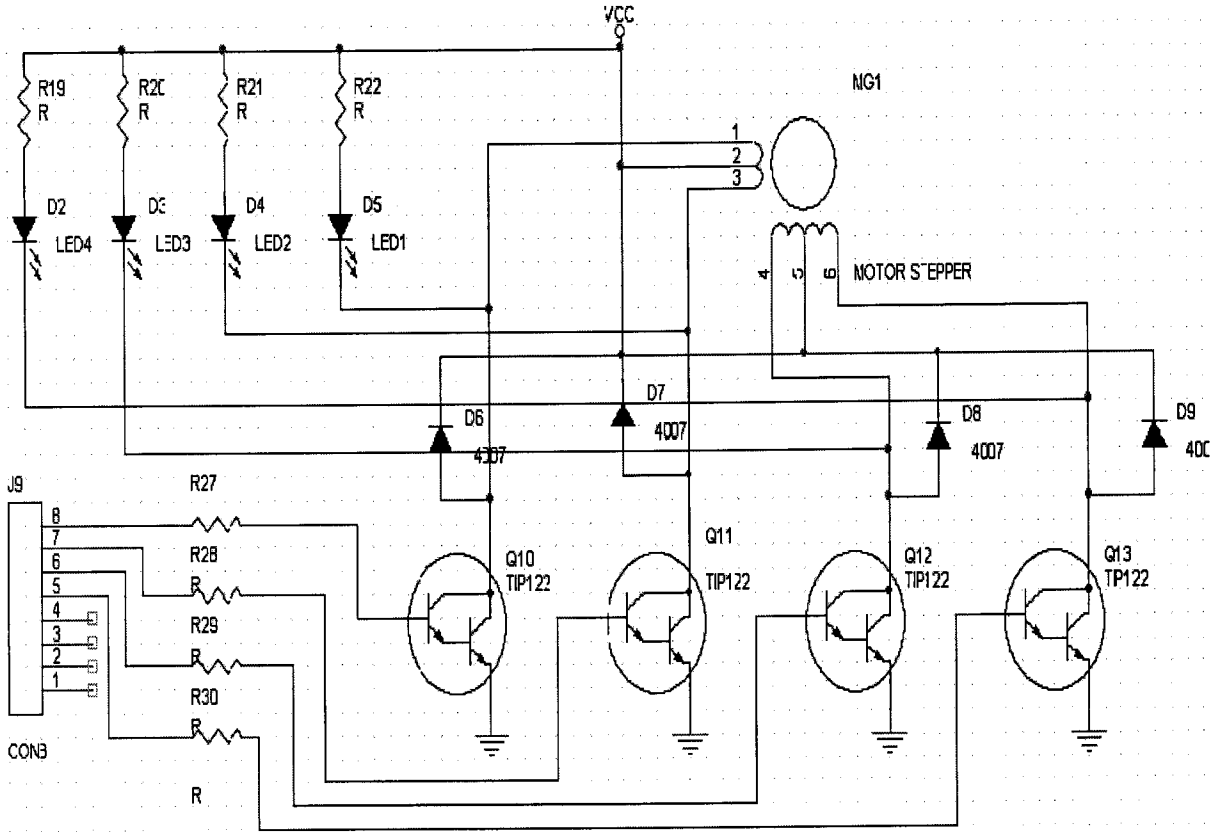 VCC
R19
R
R20
R
R21
R
R22
R
MG1
1
2
3
D2
LED4
D3
LED3
D4
LED2
D5
LED1
4
5
6
MOTOR STEPPER
D6
4007
D7
4007
D8
4007
D9
400
J9
8
7
6
5
4
3
2
1
CON8
R27
R28
R
R29
R
R30
R
R
Q10
TIP122
Q11
TIP122
Q12
TIP122
Q13
TIP122